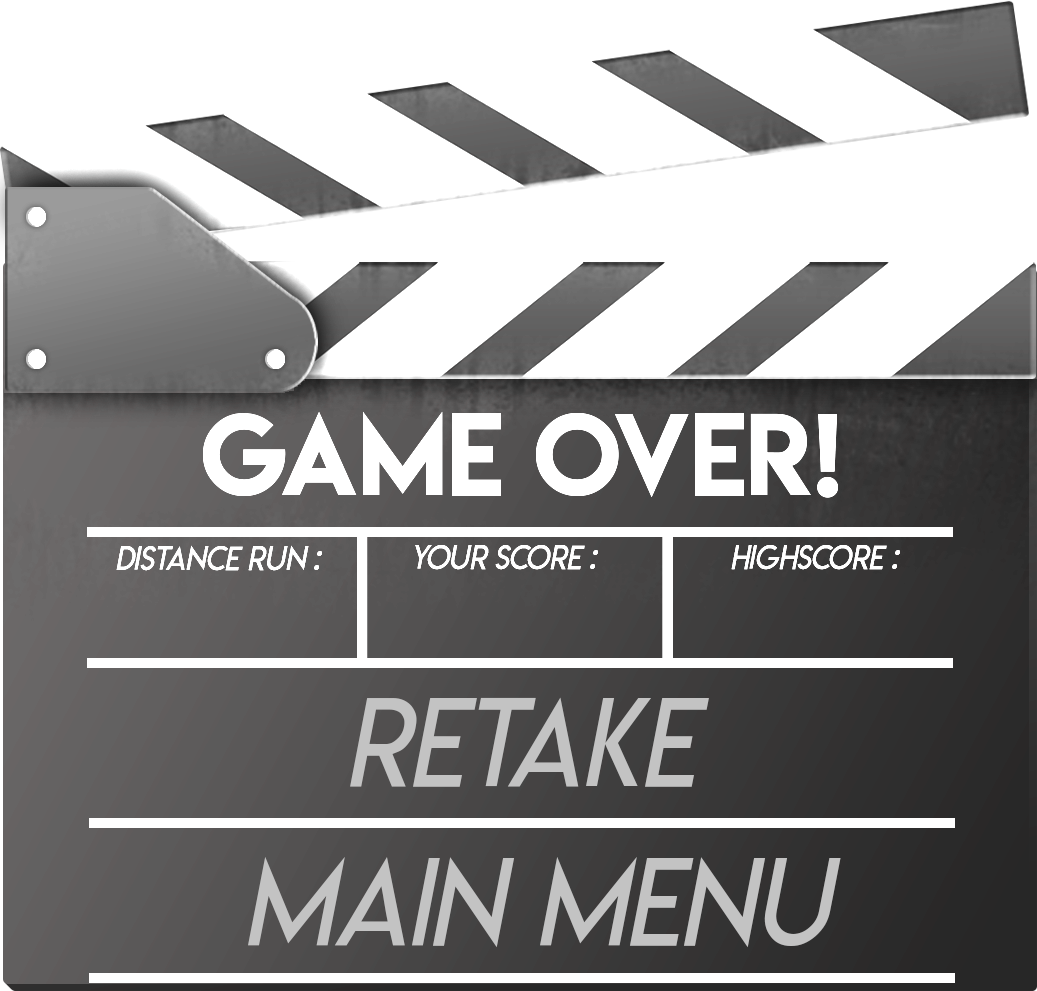 GAME OVER!
DISTANCE RUN : YOUR SCORE : HIGHSCORE :
RETAKE
MAIN MENU